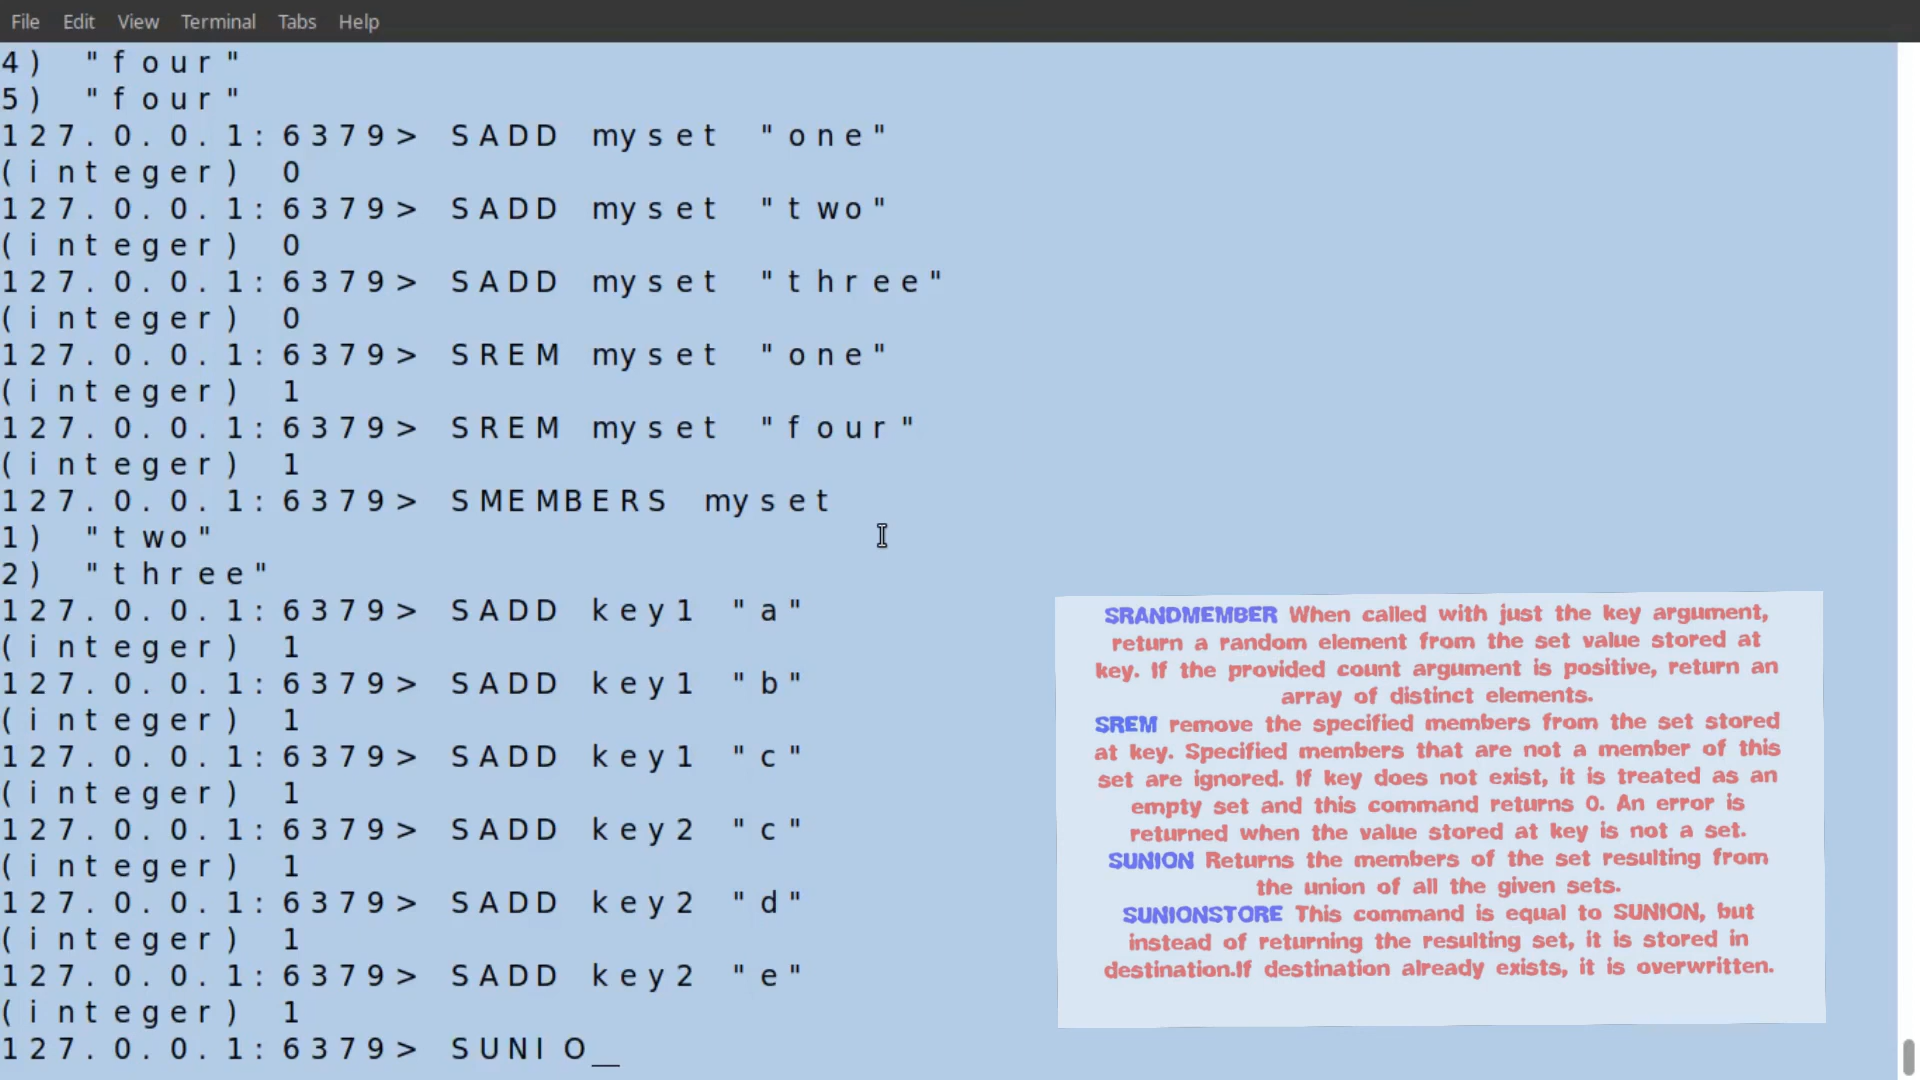 File Edit View Terminal Tabs Help
4) "four"
5) "four"
127.0.0.1:6379> SADD myset "one"
(integer) 0
127.0.0.1:6379> SADD myset "two"
(integer) 0
127.0.0.1:6379> SADD myset "three"
(integer) 0
127.0.0.1:6379> SREM myset "one"
(integer) 1
127.0.0.1:6379> SREM myset "four"
(integer) 1
127.0.0.1:6379> SMEMBERS myset
1) "two"
2) "three"
127.0.0.1:6379> SADD key1 "a"
(integer) 1
127.0.0.1:6379> SADD key1 "b"
(integer) 1
127.0.0.1:6379> SADD key1 "c"
(integer) 1
127.0.0.1:6379> SADD key2 "c"
(integer) 1
127.0.0.1:6379> SADD key2 "d"
(integer) 1
127.0.0.1:6379> SADD key2 "e"
(integer) 1
127.0.0.1:6379> SUNIO_
SRANDMEMBER When called with just the key argument,
return a random element from the set value stored at
key. If the provided count argument is positive, return an
array of distinct elements.
SREM remove the specified members from the set stored
at key. Specified members that are not a member of this
set are ignored. If key does not exist, it is treated as an
empty set and this command returns 0. An error is
returned when the value stored at key is not a set.
SUNION Returns the members of the set resulting from
the union of all the given sets.
SUNIONSTORE This command is equal to SUNION, but
instead of returning the resulting set, it is stored in
destination.If destination already exists, it is overwritten.